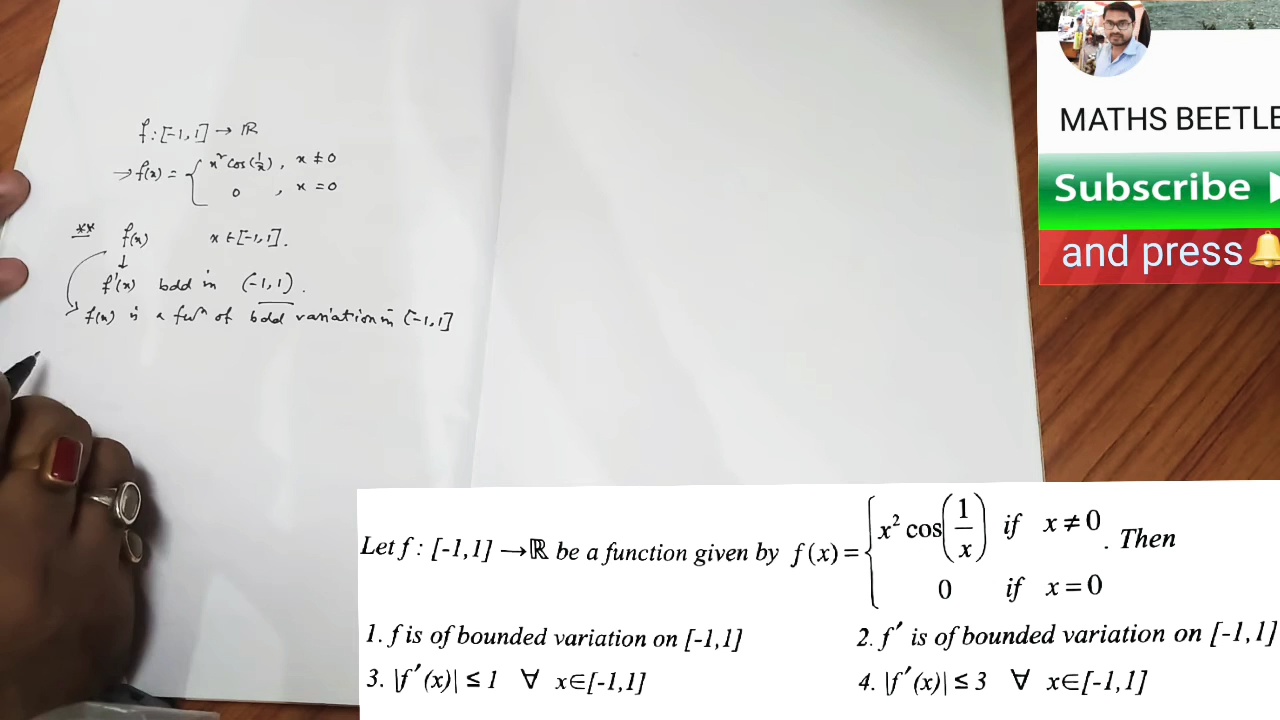 f : [-1, 1] → ℝ
→ f(x) = { x² cos(1/x), x ≠ 0
0 , x = 0
** f(x) x ∈ [-1, 1].
↓
f'(x) bdd in (-1, 1).
f(x) is a funⁿ of bdd variation in [-1, 1]
MATHS BEETLE
Subscribe
and press
Let f : [-1,1] → ℝ be a function given by f(x) = { x² cos(1/x) if x ≠ 0 . Then
0 if x = 0
1. f is of bounded variation on [-1,1] 2. f' is of bounded variation on [-1,1]
3. |f'(x)| ≤ 1 ∀ x∈[-1,1] 4. |f'(x)| ≤ 3 ∀ x∈[-1,1]